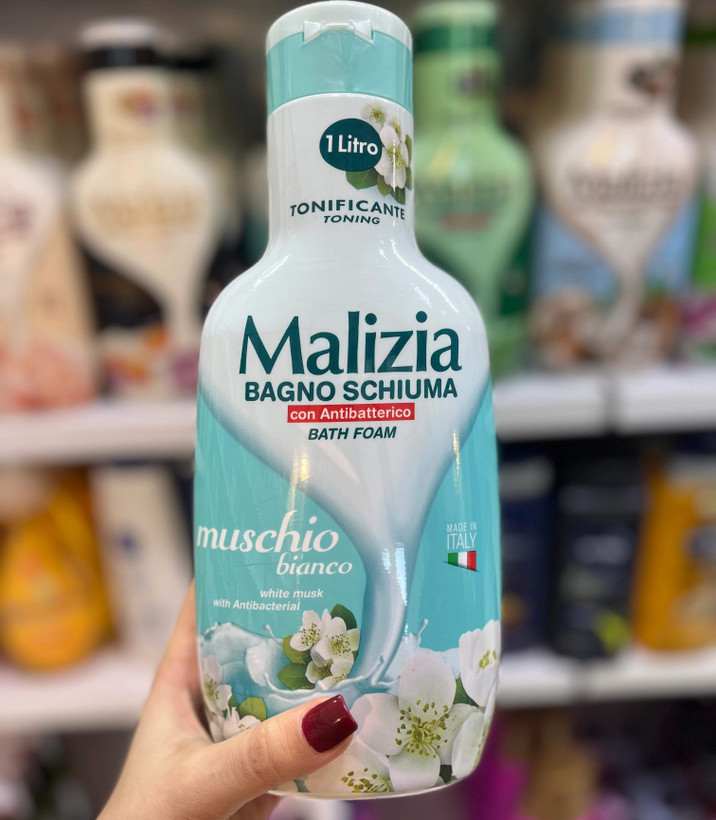 1 Litro
TONIFICANTE
TONING
Malizia
BAGNO SCHIUMA
con Antibatterico
BATH FOAM
muschio
bianco
white musk
with Antibacterial
MADE IN
ITALY